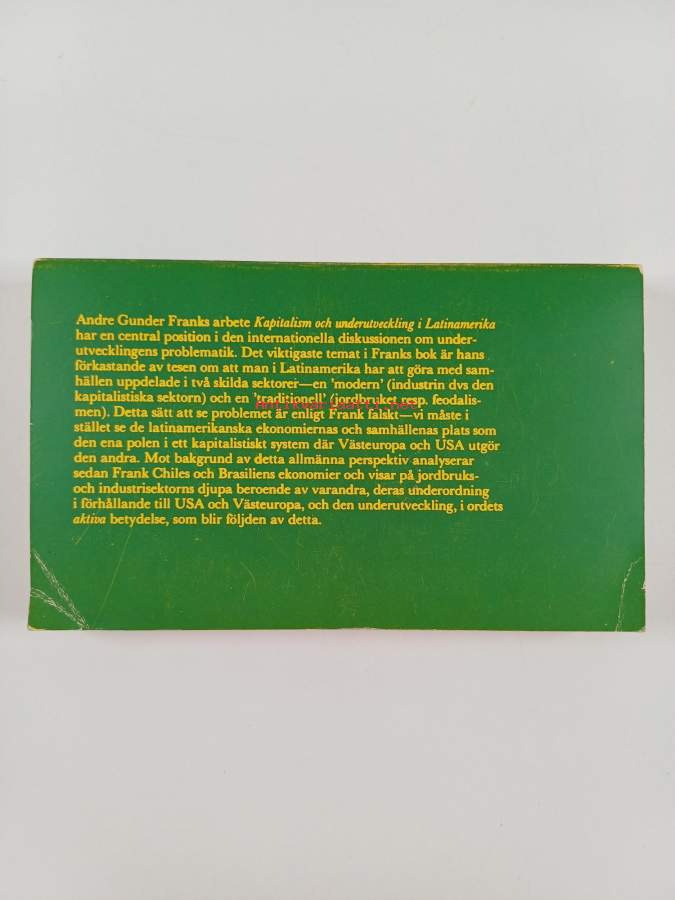 Andre Gunder Franks arbete Kapitalism och underutveckling i Latinamerika
har en central position i den internationella diskussionen om under-
utvecklingens problematik. Det viktigaste temat i Franks bok är hans
förkastande av tesen om att man i Latinamerika har att göra med sam-
hällen uppdelade i två skilda sektorer—en 'modern' (industrin dvs den
kapitalistiska sektorn) och en 'traditionell' (jordbruket resp. feodalis-
men). Detta sätt att se problemet är enligt Frank falskt—vi måste i
stället se de latinamerikanska ekonomiernas och samhällenas plats som
den ena polen i ett kapitalistiskt system där Västeuropa och USA utgör
den andra. Mot bakgrund av detta allmänna perspektiv analyserar
sedan Frank Chiles och Brasiliens ekonomier och visar på jordbruks-
och industrisektorns djupa beroende av varandra, deras underordning
i förhållande till USA och Västeuropa, och den underutveckling, i ordets
aktiva betydelse, som blir följden av detta.